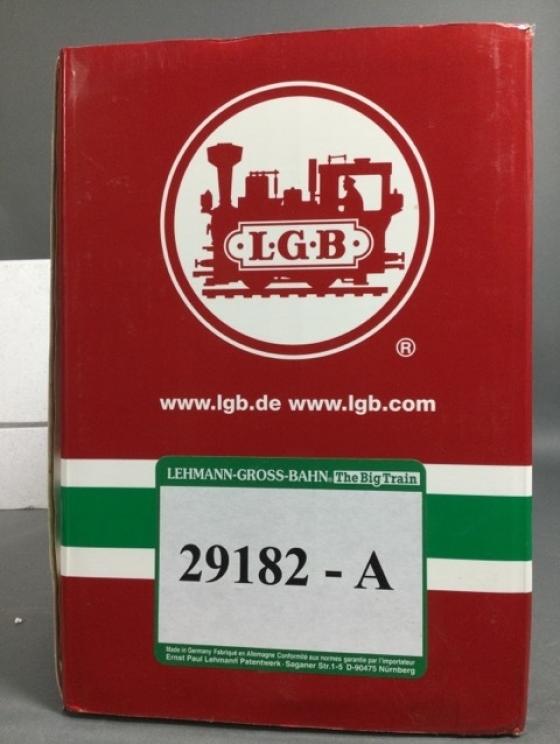 ·L·G·B·
®
www.lgb.de www.lgb.com
LEHMANN-GROSS-BAHN® The Big Train
29182 - A
Made in Germany Fabriqué en Allemagne Conformité aux normes garantie par l'importateur
Ernst Paul Lehmann Patentwerk · Saganer Str.1-5 D-90475 Nürnberg